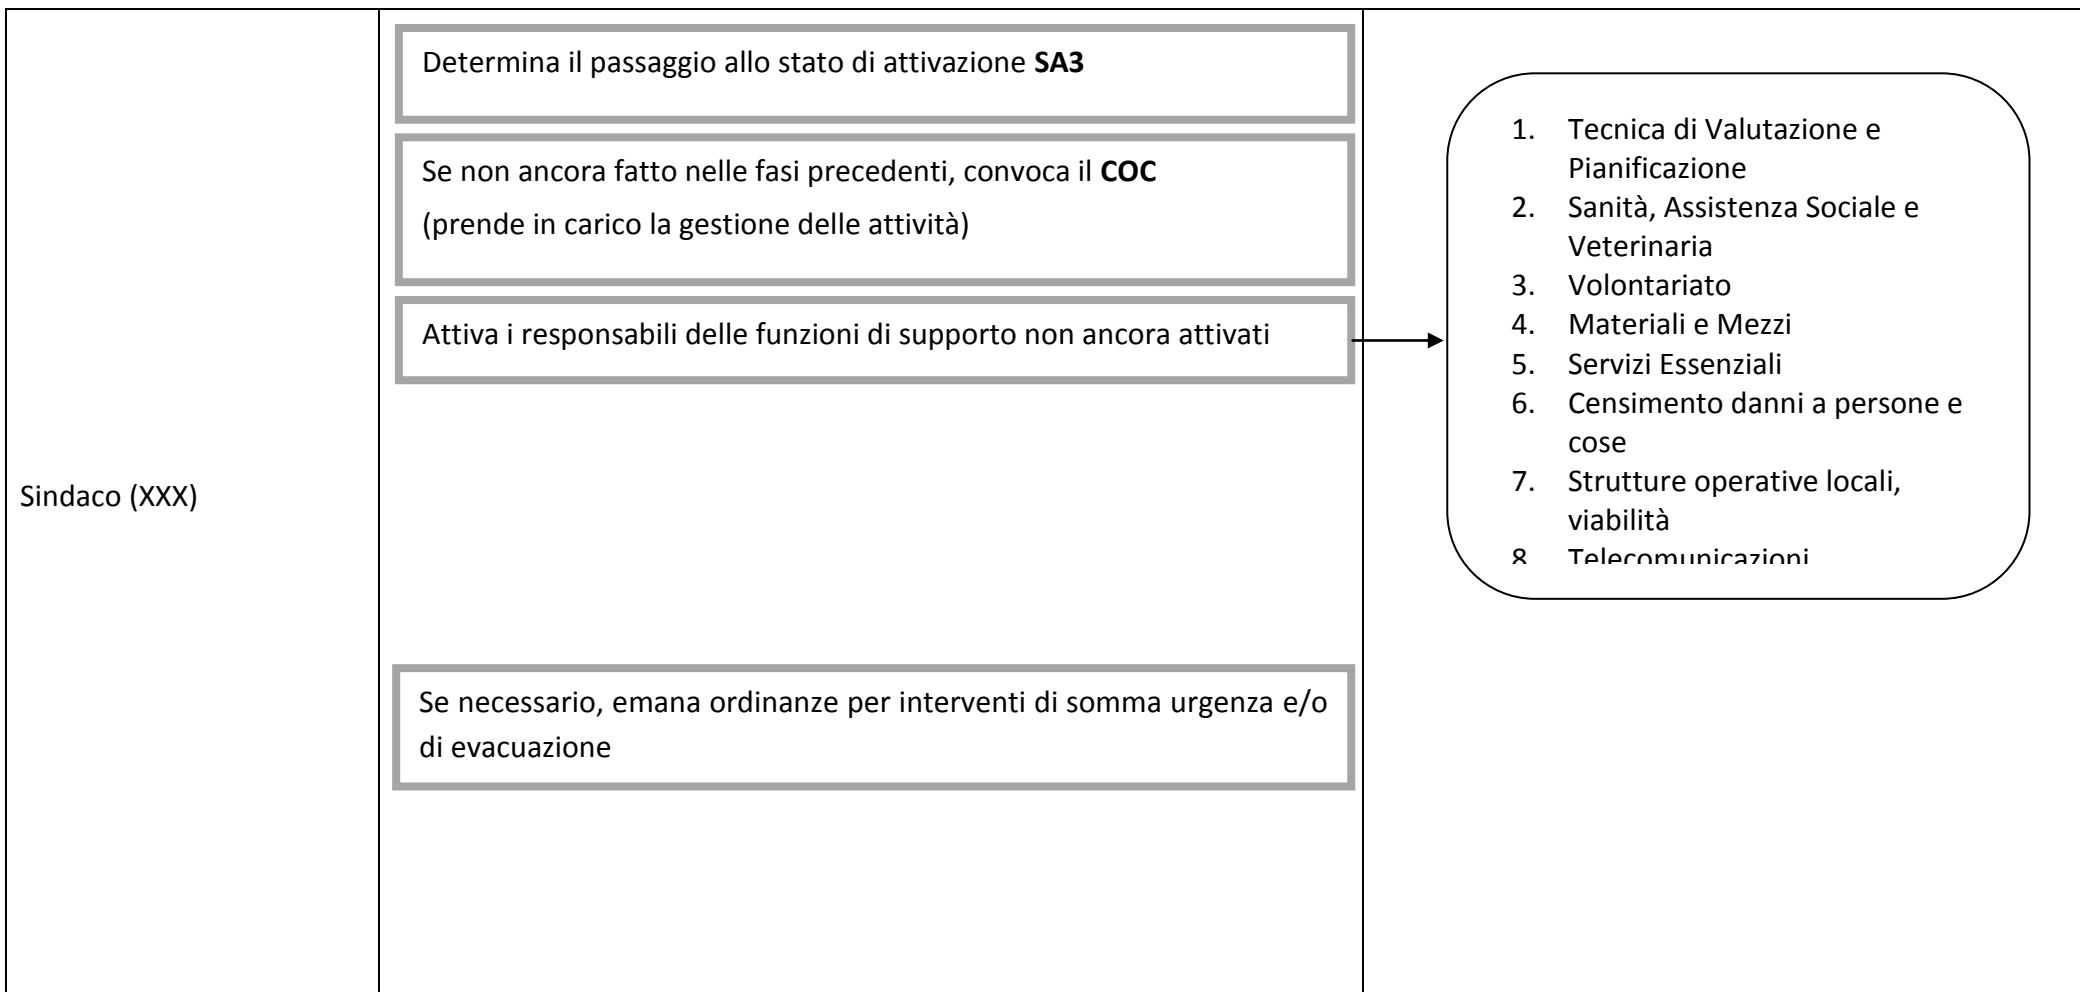 Sindaco (XXX)
Determina il passaggio allo stato di attivazione SA3
Se non ancora fatto nelle fasi precedenti, convoca il COC
(prende in carico la gestione delle attività)
Attiva i responsabili delle funzioni di supporto non ancora attivati
Se necessario, emana ordinanze per interventi di somma urgenza e/o
di evacuazione
1. Tecnica di Valutazione e
Pianificazione
2. Sanità, Assistenza Sociale e
Veterinaria
3. Volontariato
4. Materiali e Mezzi
5. Servizi Essenziali
6. Censimento danni a persone e
cose
7. Strutture operative locali,
viabilità
8 Telecomunicazioni